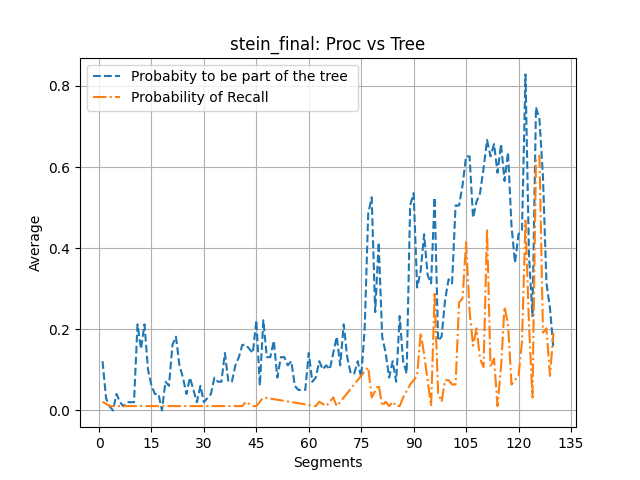 stein_final: Proc vs Tree
Probabity to be part of the tree
Probability of Recall
0.8
0.6
0.4
0.2
0.0
Average
0 15 30 45 60 75 90 105 120 135
Segments